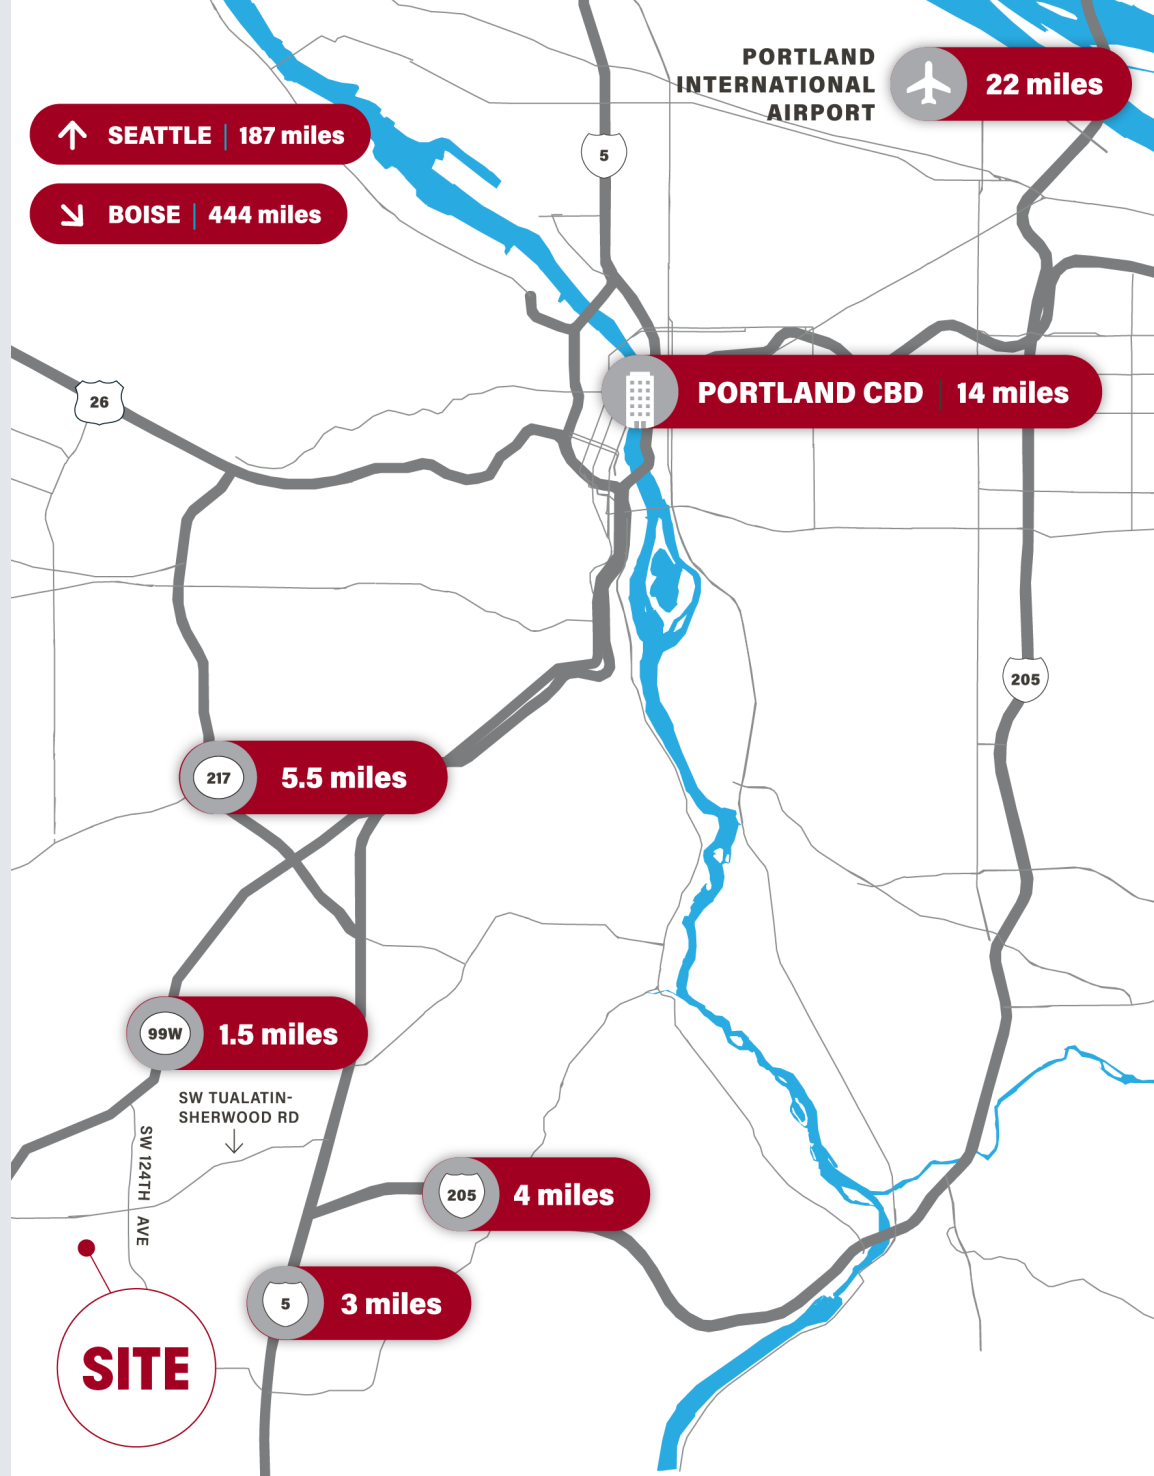 PORTLAND
INTERNATIONAL
AIRPORT
22 miles
SEATTLE | 187 miles
5
BOISE | 444 miles
26
PORTLAND CBD | 14 miles
205
217
5.5 miles
99W
1.5 miles
SW TUALATIN-
SHERWOOD RD
SW 124TH AVE
205
4 miles
5
3 miles
SITE